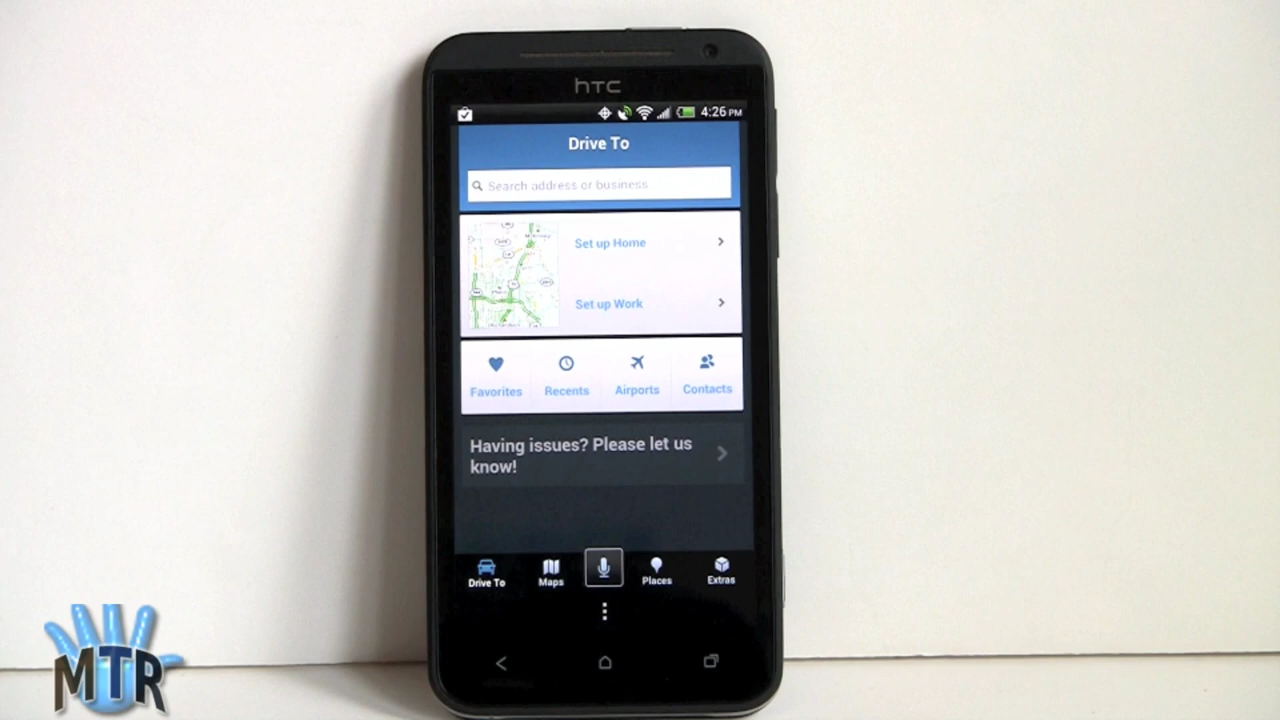 hTC
4:26 PM
Drive To
Search address or business
Set up Home
Set up Work
Favorites Recents Airports Contacts
Having issues? Please let us
know!
Drive To Maps Places Extras
MTR